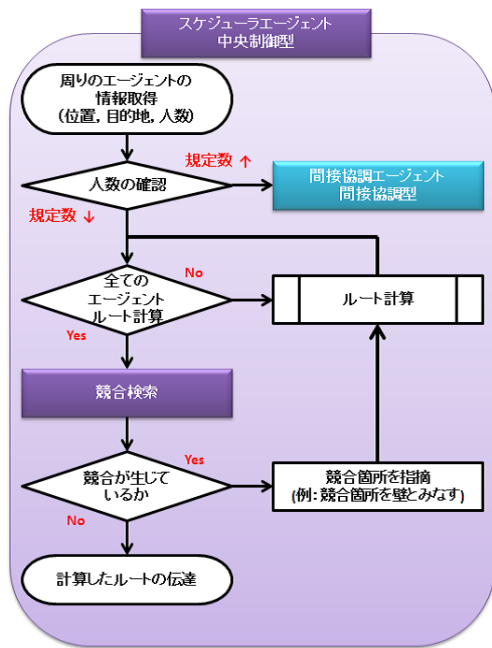 スケジューラエージェント
中央制御型
周りのエージェントの
情報取得
(位置, 目的地, 人数)
規定数 ↑
人数の確認
間接協調エージェント
間接協調型
規定数 ↓
全ての
エージェント
ルート計算
No
ルート計算
Yes
競合検索
競合が生じて
いるか
Yes
競合箇所を指摘
(例：競合箇所を壁とみなす)
No
計算したルートの伝達